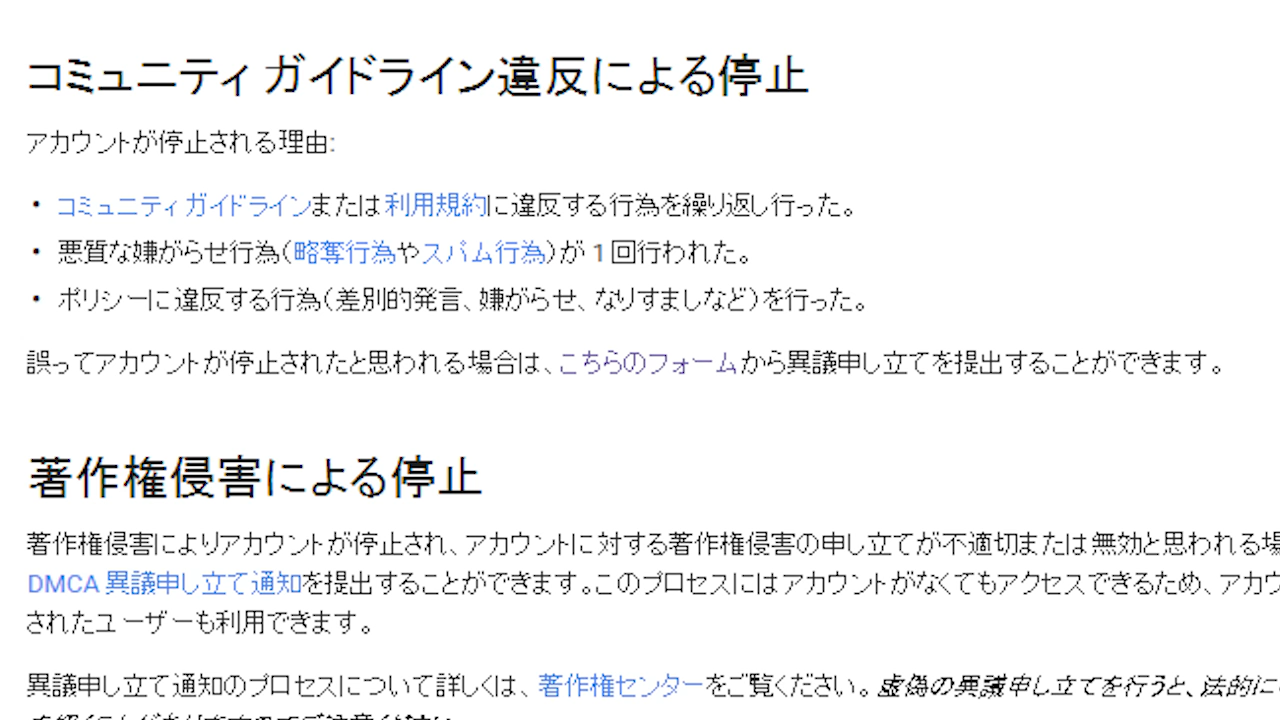 コミュニティ ガイドライン違反による停止
アカウントが停止される理由:
• コミュニティ ガイドラインまたは利用規約に違反する行為を繰り返し行った。
• 悪質な嫌がらせ行為（略奪行為やスパム行為）が 1 回行われた。
• ポリシーに違反する行為（差別的発言、嫌がらせ、なりすましなど）を行った。
誤ってアカウントが停止されたと思われる場合は、こちらのフォームから異議申し立てを提出することができます。
著作権侵害による停止
著作権侵害によりアカウントが停止され、アカウントに対する著作権侵害の申し立てが不適切または無効と思われる場
DMCA 異議申し立て通知を提出することができます。このプロセスにはアカウントがなくてもアクセスできるため、アカウ
されたユーザーも利用できます。
異議申し立て通知のプロセスについて詳しくは、著作権センターをご覧ください。虚偽の異議申し立てを行うと、法的に